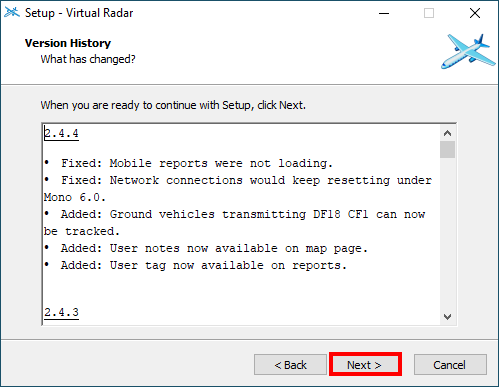 Setup - Virtual Radar
Version History
What has changed?
When you are ready to continue with Setup, click Next.
2.4.4
• Fixed: Mobile reports were not loading.
• Fixed: Network connections would keep resetting under
Mono 6.0.
• Added: Ground vehicles transmitting DF18 CF1 can now
be tracked.
• Added: User notes now available on map page.
• Added: User tag now available on reports.
2.4.3
< Back
Next >
Cancel